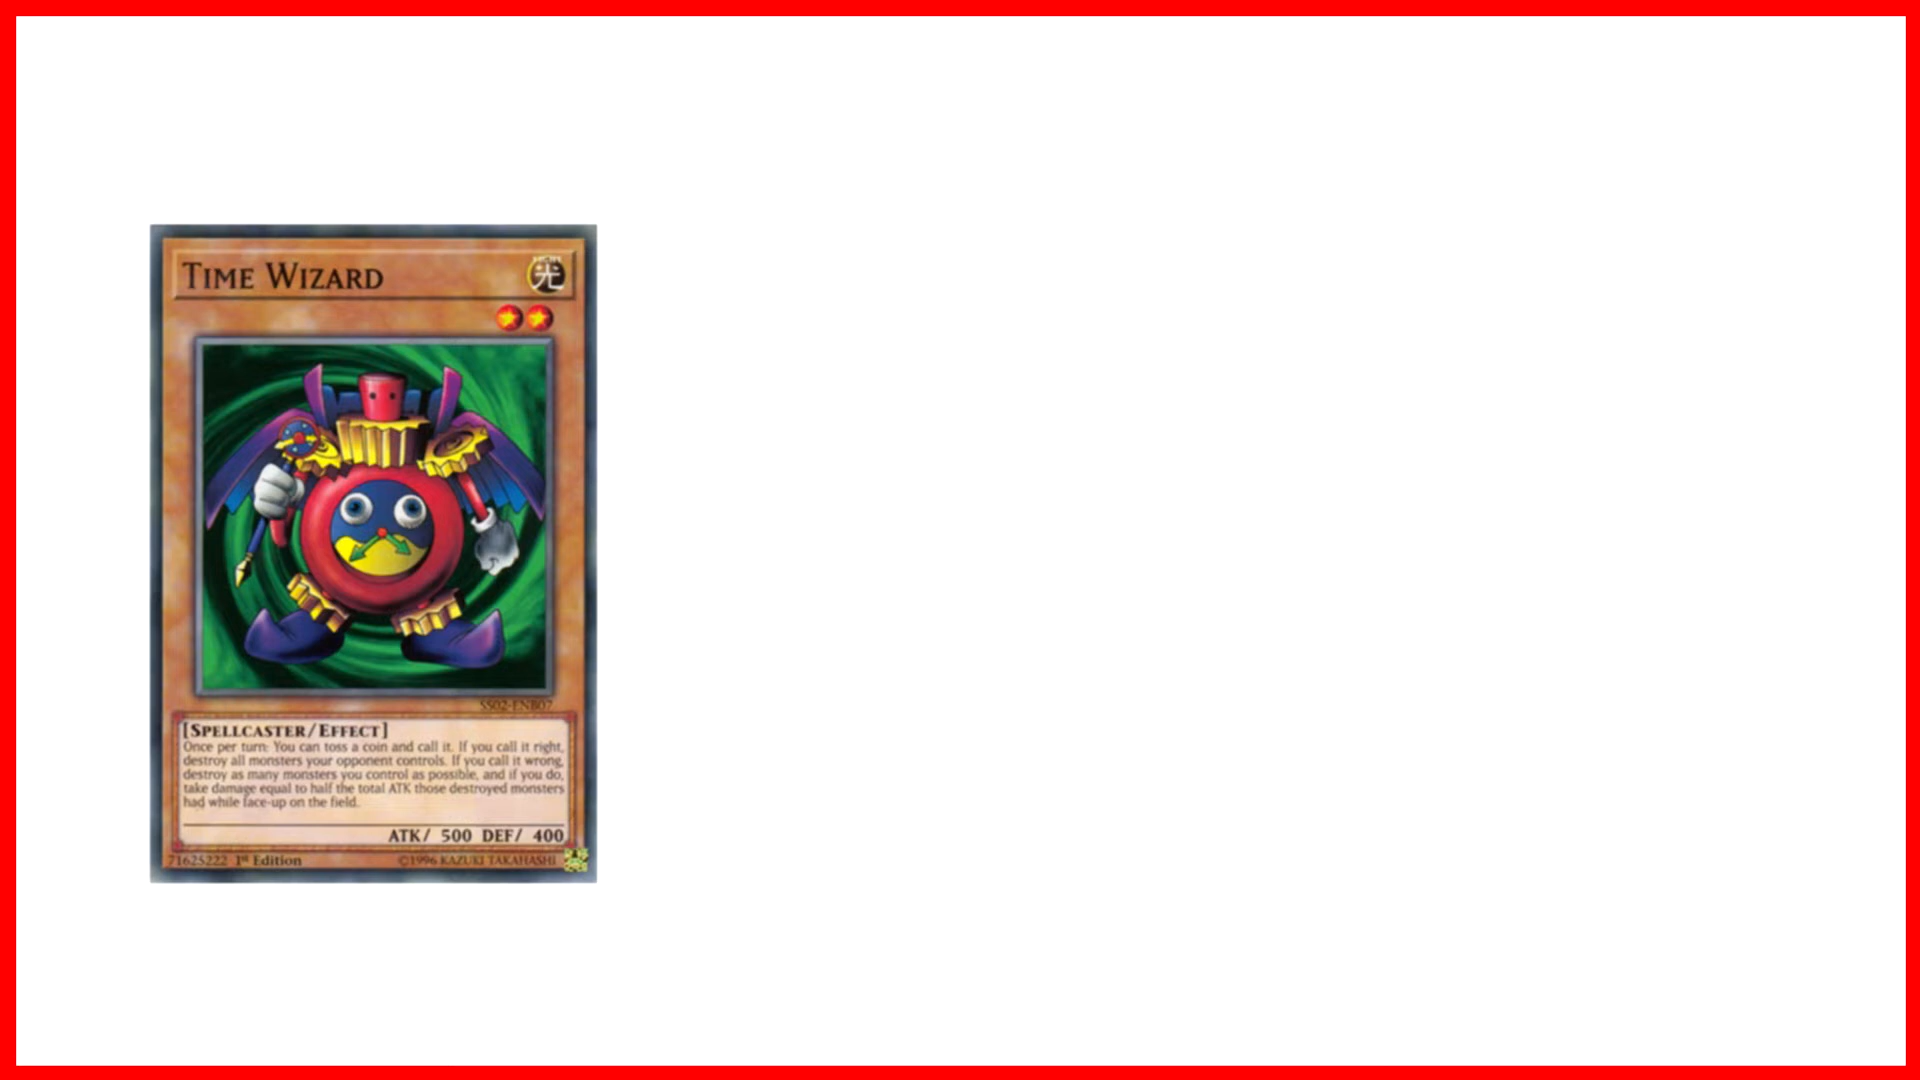 TIME WIZARD
光
SS02-ENB07
[SPELLCASTER/EFFECT]
Once per turn: You can toss a coin and call it. If you call it right,
destroy all monsters your opponent controls. If you call it wrong,
destroy as many monsters you control as possible, and if you do,
take damage equal to half the total ATK those destroyed monsters
had while face-up on the field.
ATK/ 500 DEF/ 400
71625222 1st Edition ©1996 KAZUKI TAKAHASHI